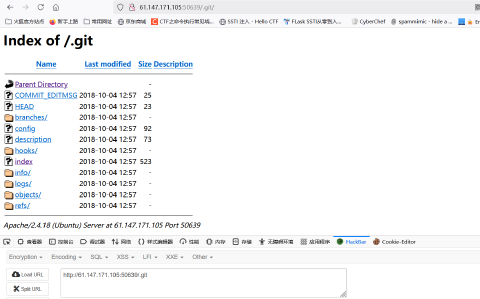 61.147.171.105:50639/.git/
火狐官方站点 新手上路 常用网址 京东商城 CTF之命令执行常见绕... SSTI 注入 - Hello CTF FLask SSTI从零到入... CyberChef spammimic - hide a
Index of /.git
Name Last modified Size Description
Parent Directory -
COMMIT_EDITMSG 2018-10-04 12:57 25
HEAD 2018-10-04 12:57 23
branches/ 2018-10-04 12:57 -
config 2018-10-04 12:57 92
description 2018-10-04 12:57 73
hooks/ 2018-10-04 12:57 -
index 2018-10-04 12:57 523
info/ 2018-10-04 12:57 -
logs/ 2018-10-04 12:57 -
objects/ 2018-10-04 12:57 -
refs/ 2018-10-04 12:57 -
Apache/2.4.18 (Ubuntu) Server at 61.147.171.105 Port 50639
查看器 控制台 调试器 网络 样式编辑器 性能 内存 存储 无障碍环境 应用程序 HackBar Cookie-Editor
Encryption Encoding SQL XSS LFI XXE Other
Load URL http://61.147.171.105:50639/.git
Split URL